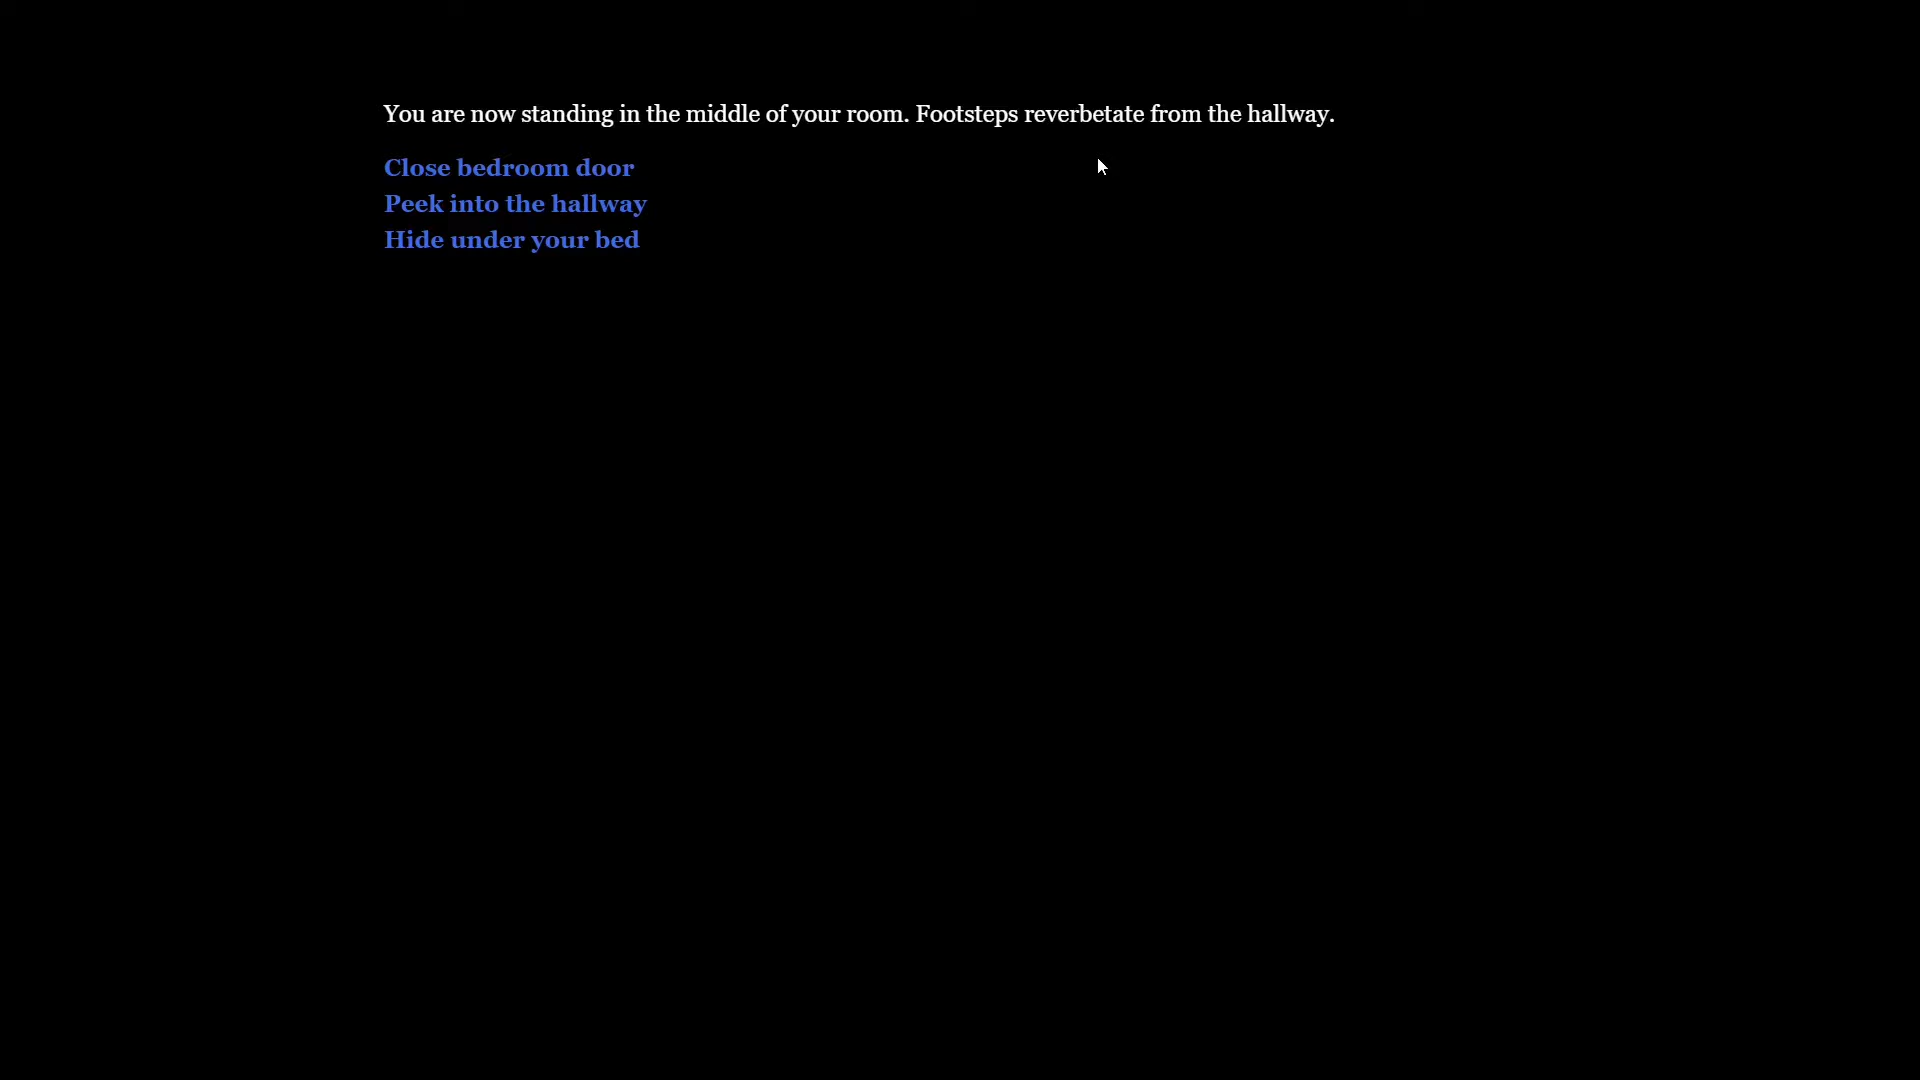 You are now standing in the middle of your room. Footsteps reverbetate from the hallway.
Close bedroom door
Peek into the hallway
Hide under your bed